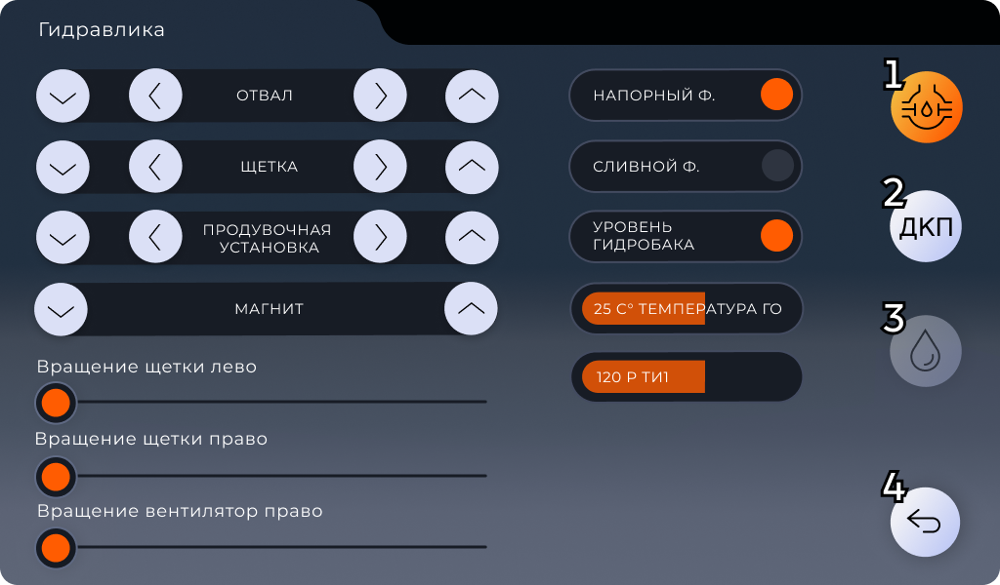 Гидравлика
ОТВАЛ
ЩЕТКА
ПРОДУВОЧНАЯ
УСТАНОВКА
МАГНИТ
Вращение щетки лево
Вращение щетки право
Вращение вентилятор право
НАПОРНЫЙ Ф.
СЛИВНОЙ Ф.
УРОВЕНЬ
ГИДРОБАКА
25 С° ТЕМПЕРАТУРА ГО
120 Р ТИ1
1
2
ДКП
3
4